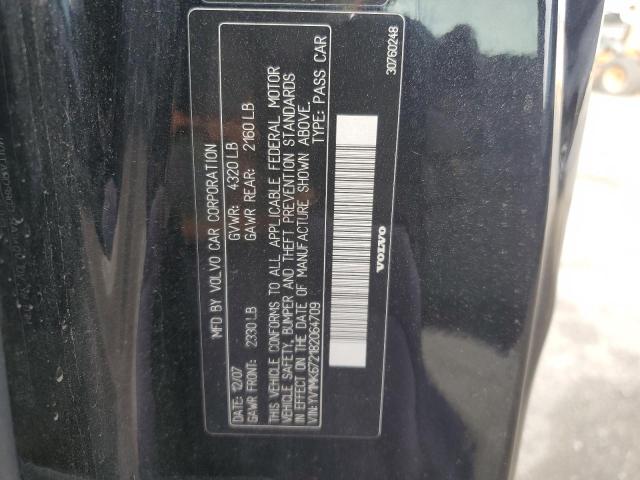 MFD BY VOLVO CAR CORPORATION
DATE: 12/07 GVWR: 4320 LB
GAWR FRONT: 2330 LB GAWR REAR: 2160 LB
THIS VEHICLE CONFORMS TO ALL APPLICABLE FEDERAL MOTOR
VEHICLE SAFETY, BUMPER AND THEFT PREVENTION STANDARDS
IN EFFECT ON THE DATE OF MANUFACTURE SHOWN ABOVE.
VIN: YV1MK672182064709 TYPE: PASS CAR
VOLVO
30760248